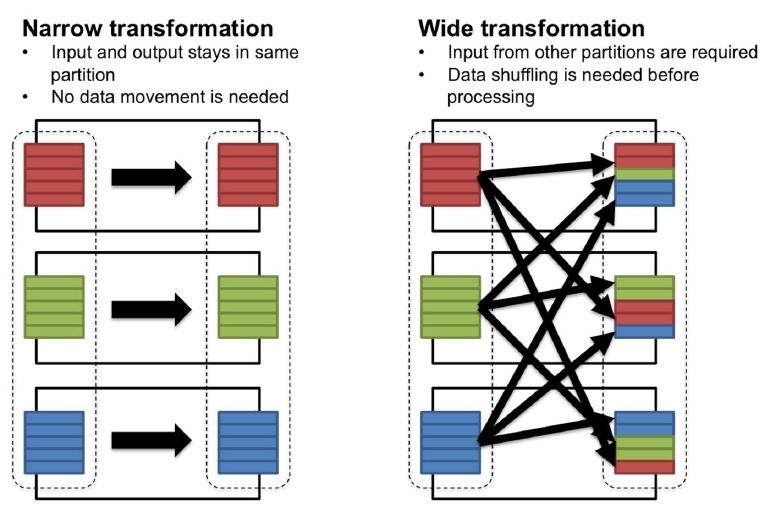 Narrow transformation
• Input and output stays in same
partition
• No data movement is needed
Wide transformation
• Input from other partitions are required
• Data shuffling is needed before
processing